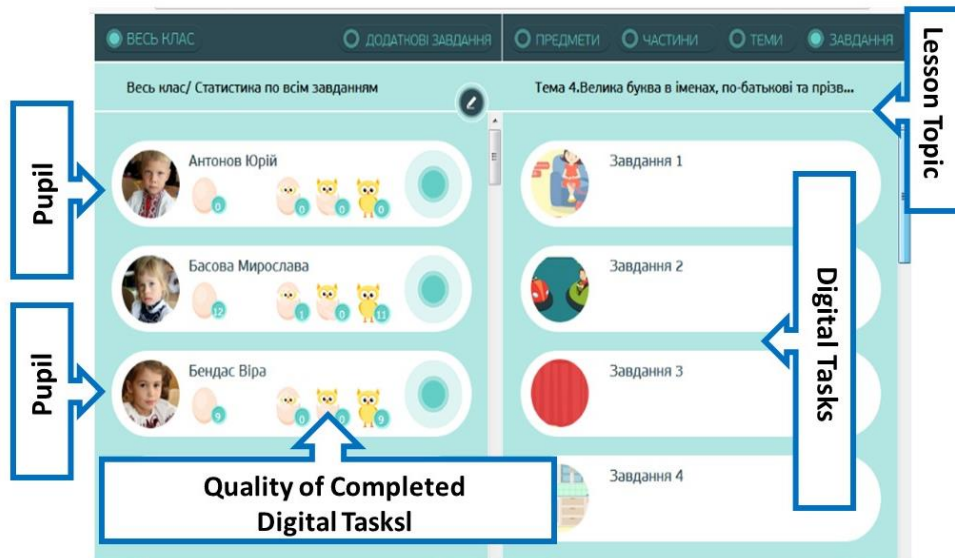 ВЕСЬ КЛАС
ДОДАТКОВІ ЗАВДАННЯ
ПРЕДМЕТИ
ЧАСТИНИ
ТЕМИ
ЗАВДАННЯ
Весь клас/ Статистика по всім завданням
Тема 4.Велика буква в іменах, по-батькові та прізв...
Lesson Topic
Pupil
Антонов Юрій
0
0
0
0
Завдання 1
Басова Мирослава
12
1
0
11
Завдання 2
Digital Tasks
Pupil
Бендас Віра
9
0
0
9
Завдання 3
Quality of Completed
Digital Tasksl
Завдання 4